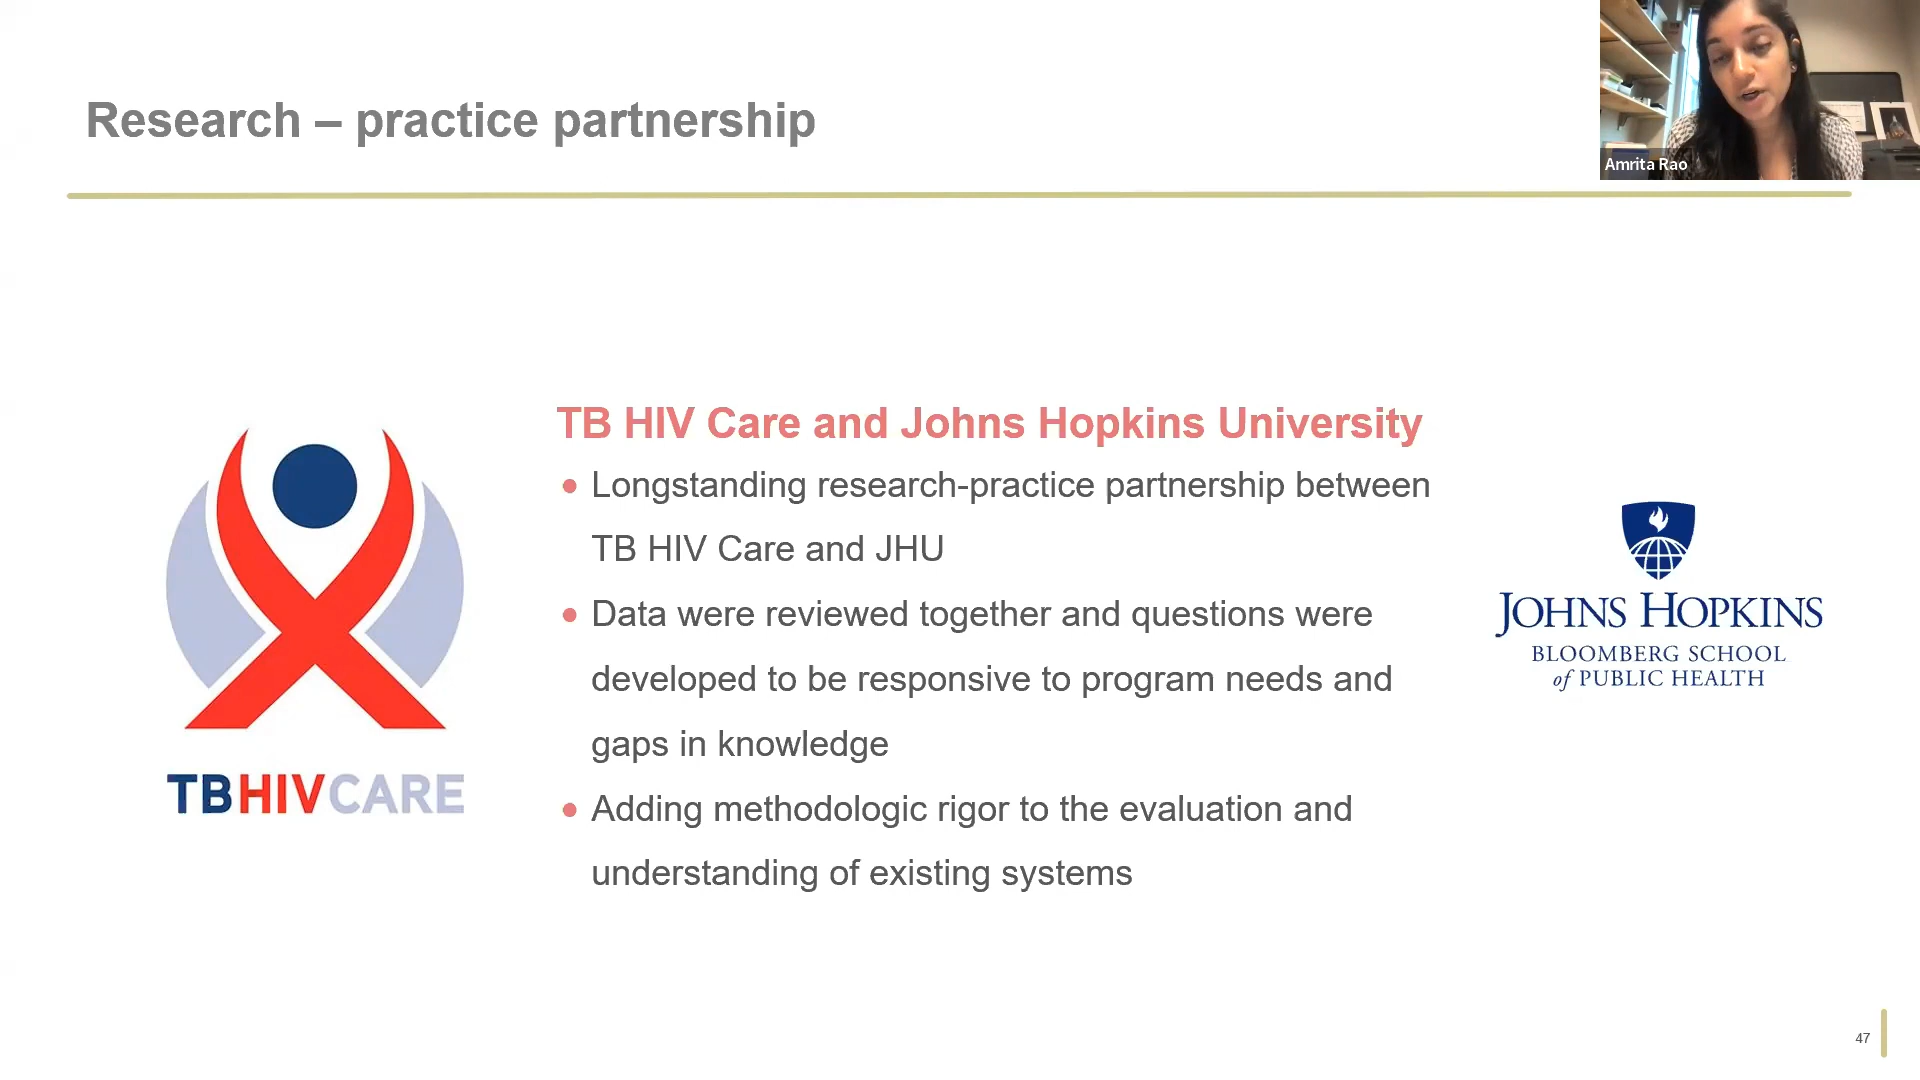 Research – practice partnership
Amrita Rao
TB HIV Care and Johns Hopkins University
• Longstanding research-practice partnership between
TB HIV Care and JHU
• Data were reviewed together and questions were
developed to be responsive to program needs and
gaps in knowledge
• Adding methodologic rigor to the evaluation and
understanding of existing systems
TBHIVCARE
JOHNS HOPKINS
BLOOMBERG SCHOOL
of PUBLIC HEALTH
47